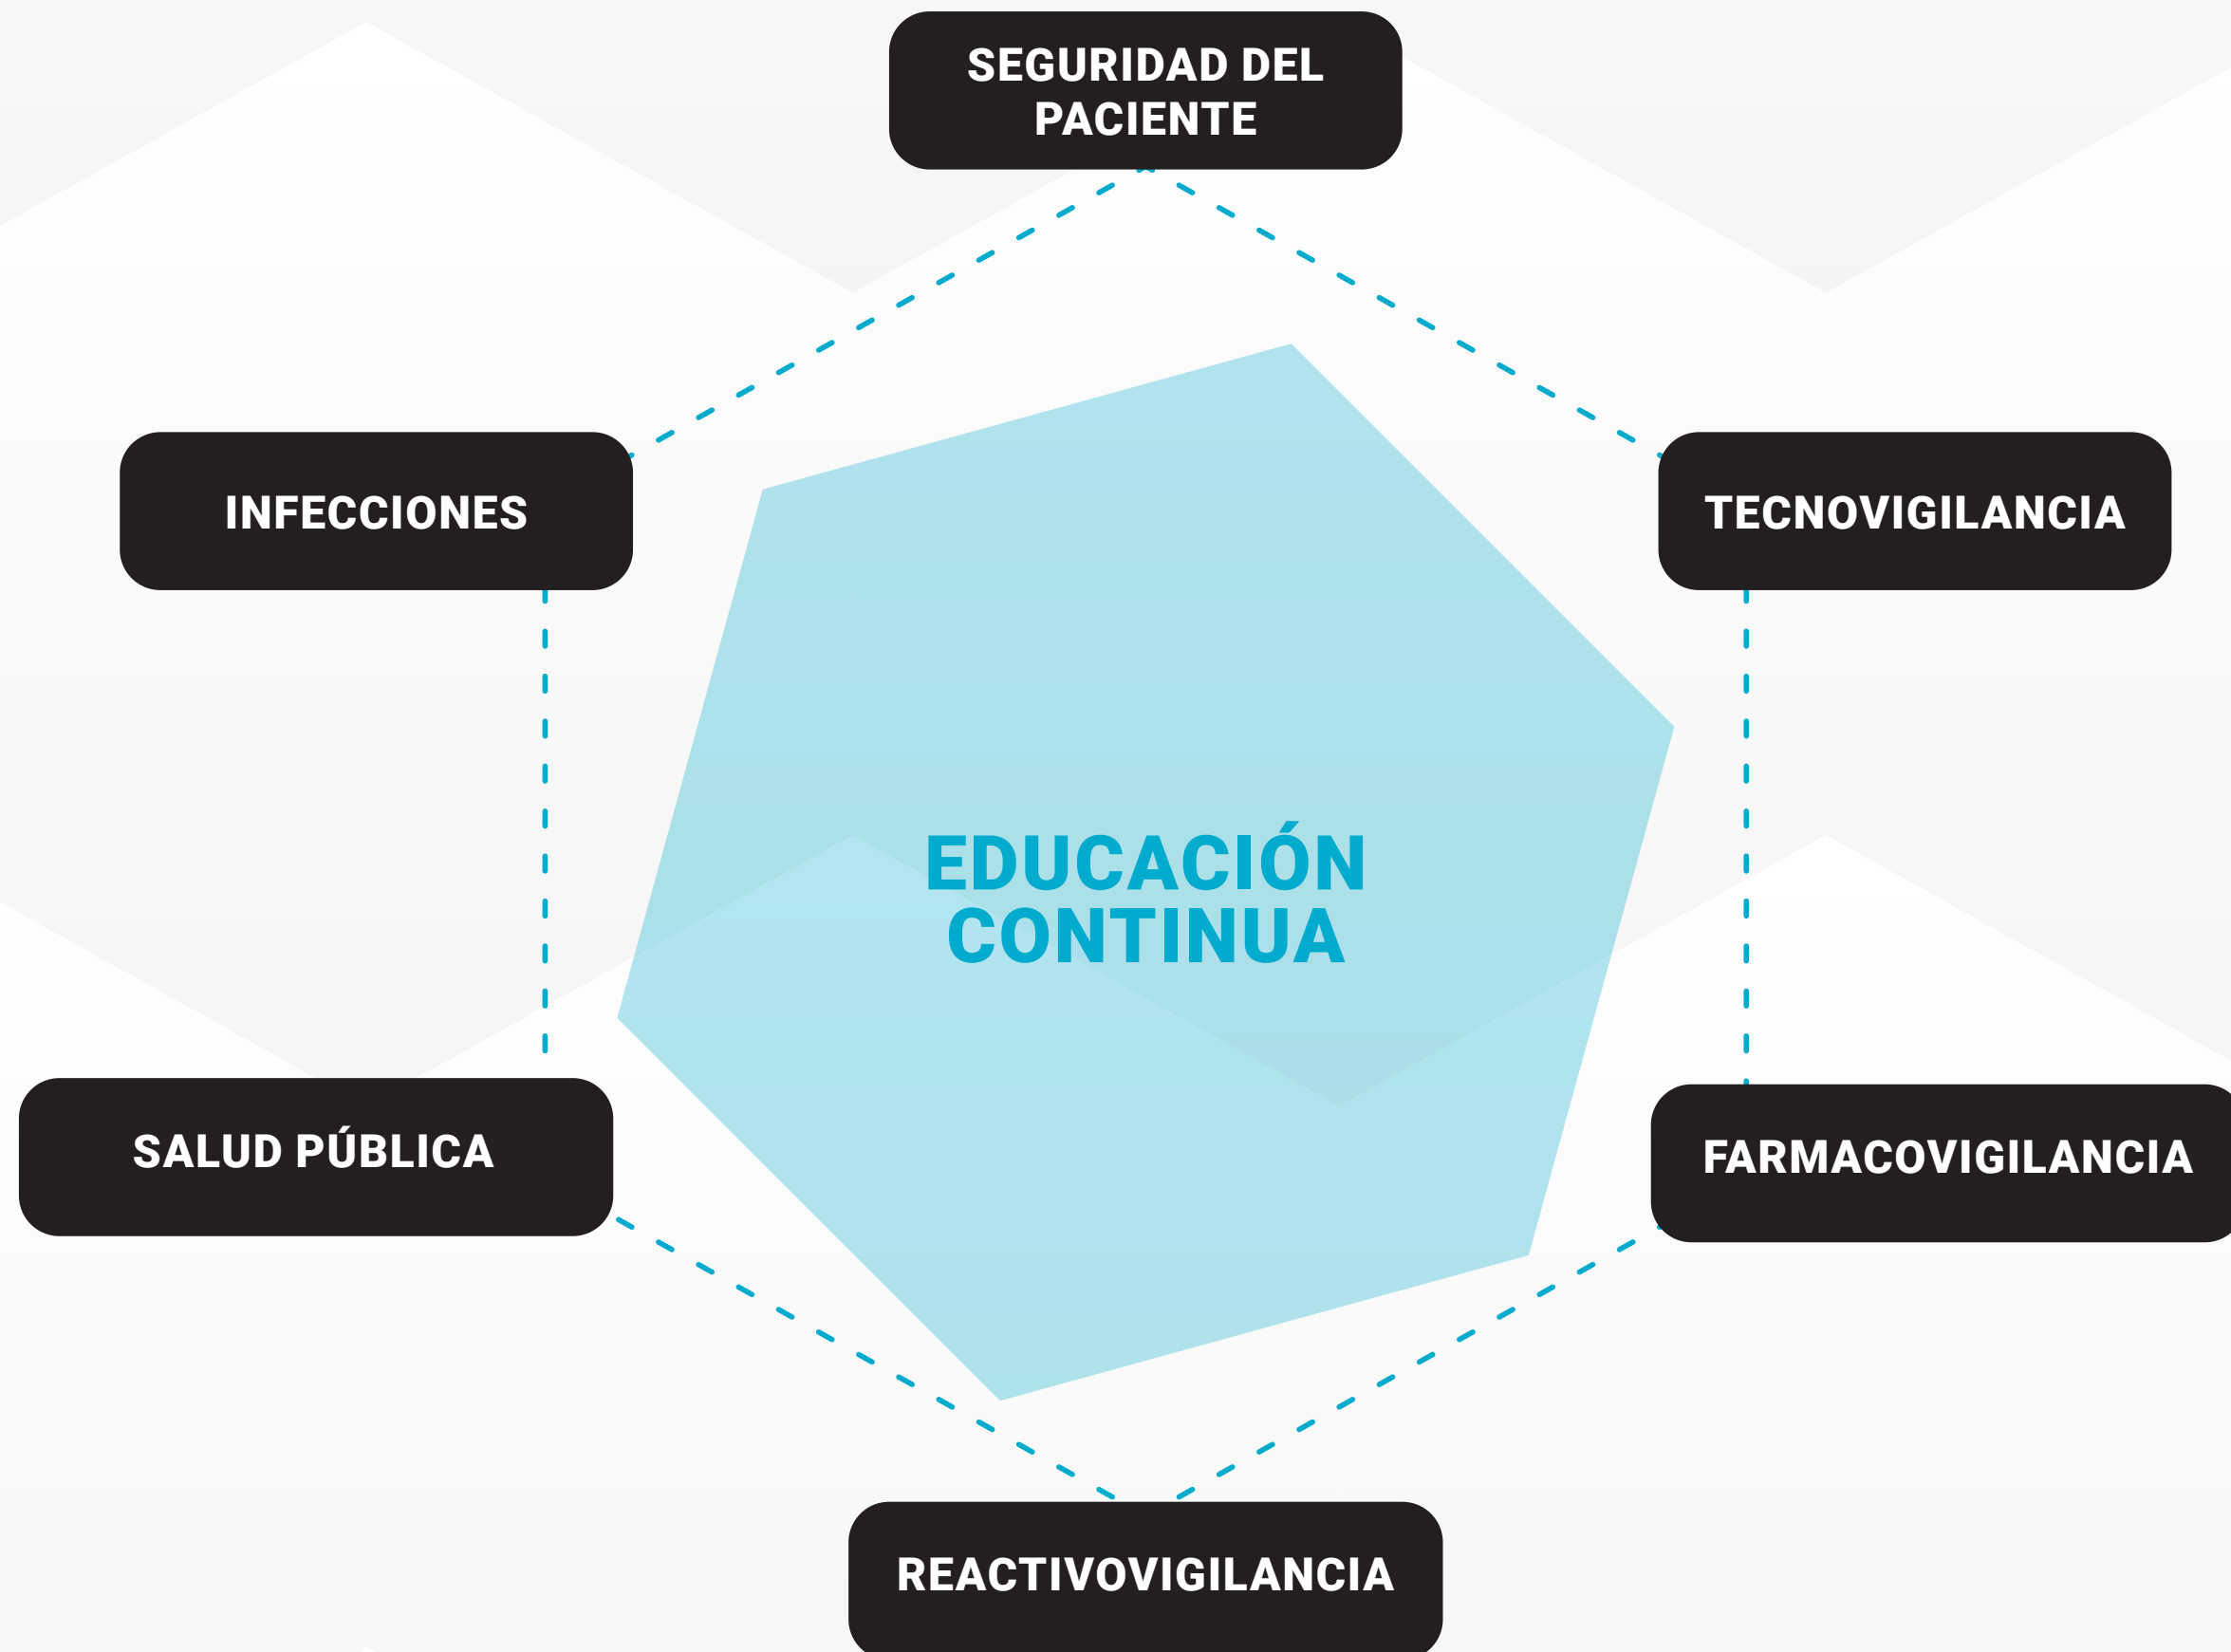 SEGURIDAD DEL
PACIENTE
INFECCIONES
TECNOVIGILANCIA
EDUCACIÓN
CONTINUA
SALUD PÚBLICA
FARMACOVIGILANCIA
REACTIVOVIGILANCIA